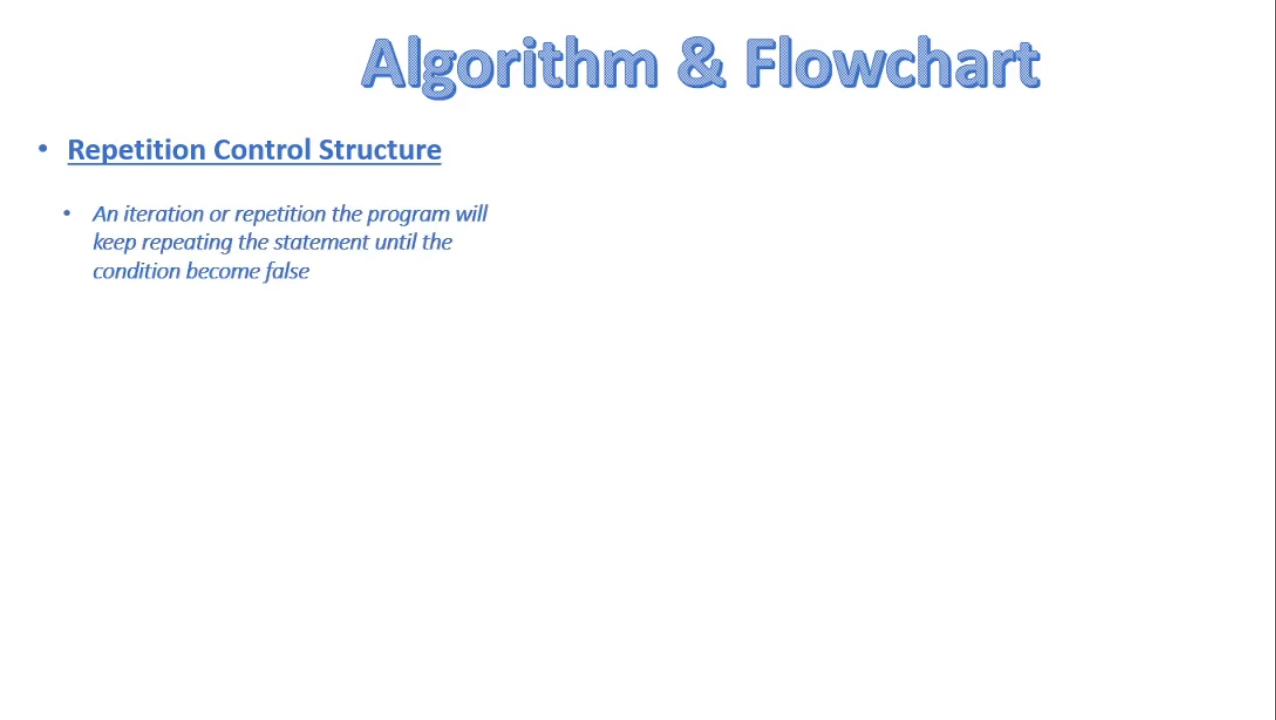 Algorithm & Flowchart
• Repetition Control Structure
• An iteration or repetition the program will
keep repeating the statement until the
condition become false